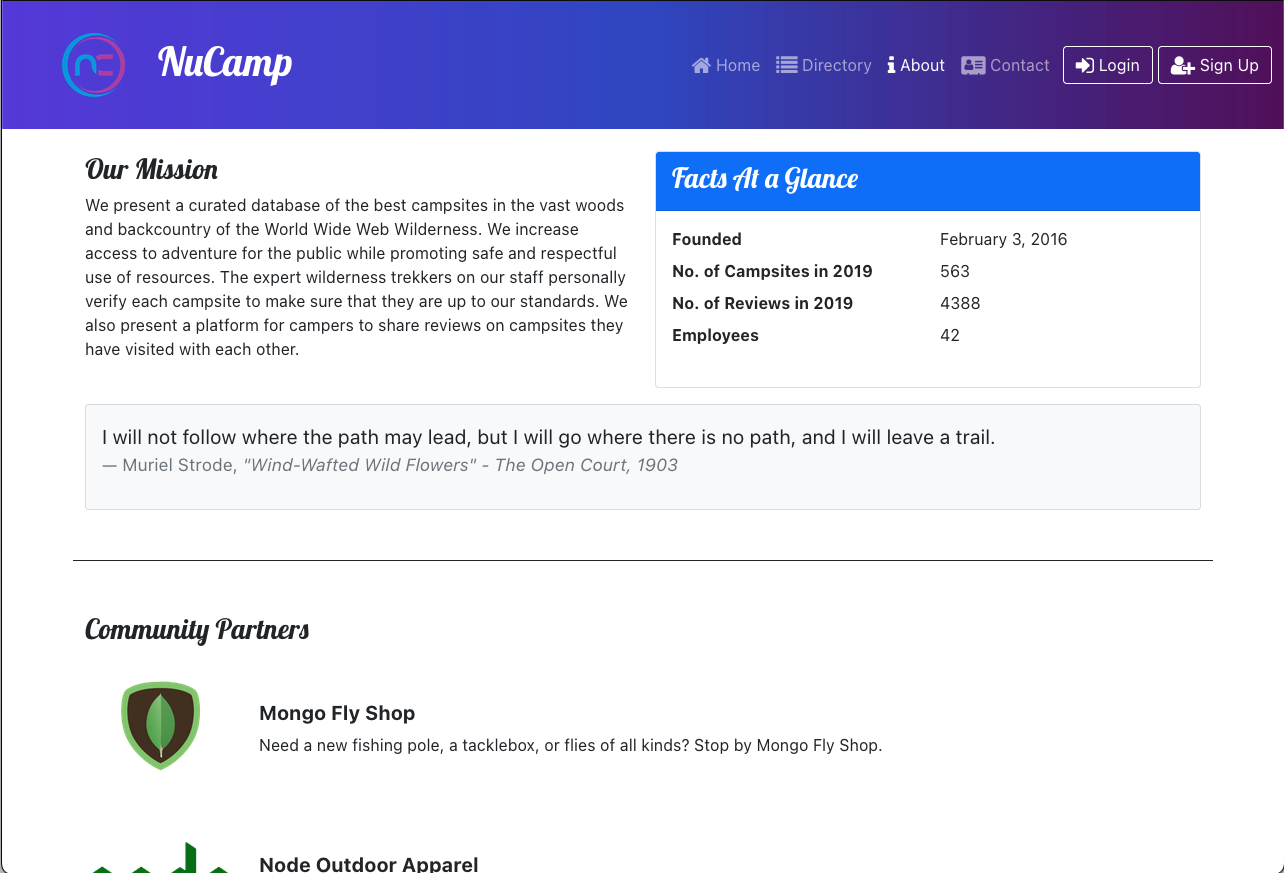 NuCamp
Home Directory About Contact Login Sign Up
Our Mission
We present a curated database of the best campsites in the vast woods
and backcountry of the World Wide Web Wilderness. We increase
access to adventure for the public while promoting safe and respectful
use of resources. The expert wilderness trekkers on our staff personally
verify each campsite to make sure that they are up to our standards. We
also present a platform for campers to share reviews on campsites they
have visited with each other.
Facts At a Glance
Founded February 3, 2016
No. of Campsites in 2019 563
No. of Reviews in 2019 4388
Employees 42
I will not follow where the path may lead, but I will go where there is no path, and I will leave a trail.
— Muriel Strode, "Wind-Wafted Wild Flowers" - The Open Court, 1903
Community Partners
Mongo Fly Shop
Need a new fishing pole, a tacklebox, or flies of all kinds? Stop by Mongo Fly Shop.
Node Outdoor Apparel